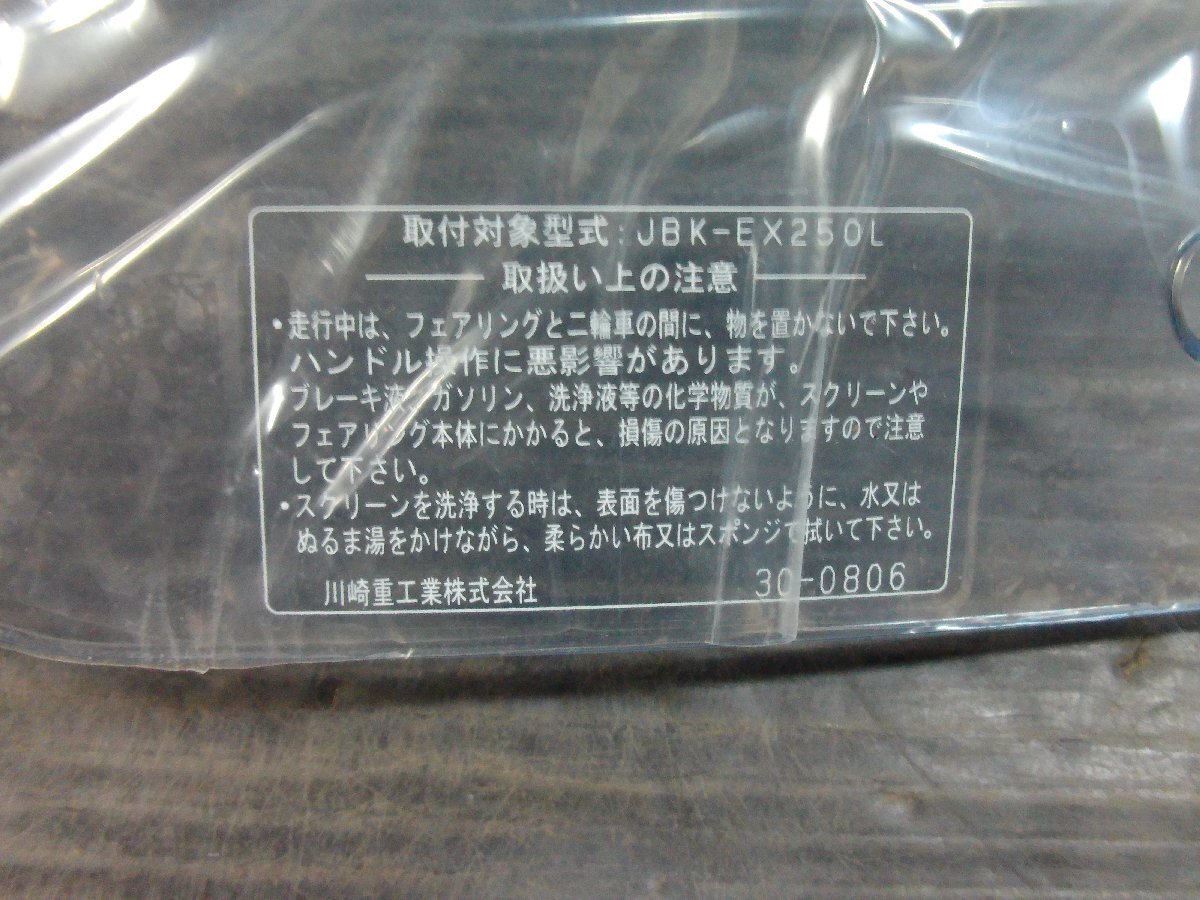 取付対象型式:JBK-EX250L
取扱い上の注意
・走行中は、フェアリングと二輪車の間に、物を置かないで下さい。
ハンドル操作に悪影響があります。
ブレーキ液、ガソリン、洗浄液等の化学物質が、スクリーンや
フェアリング本体にかかると、損傷の原因となりますので注意
して下さい。
・スクリーンを洗浄する時は、表面を傷つけないように、水又は
ぬるま湯をかけながら、柔らかい布又はスポンジで拭いて下さい。
川崎重工業株式会社
30-0806